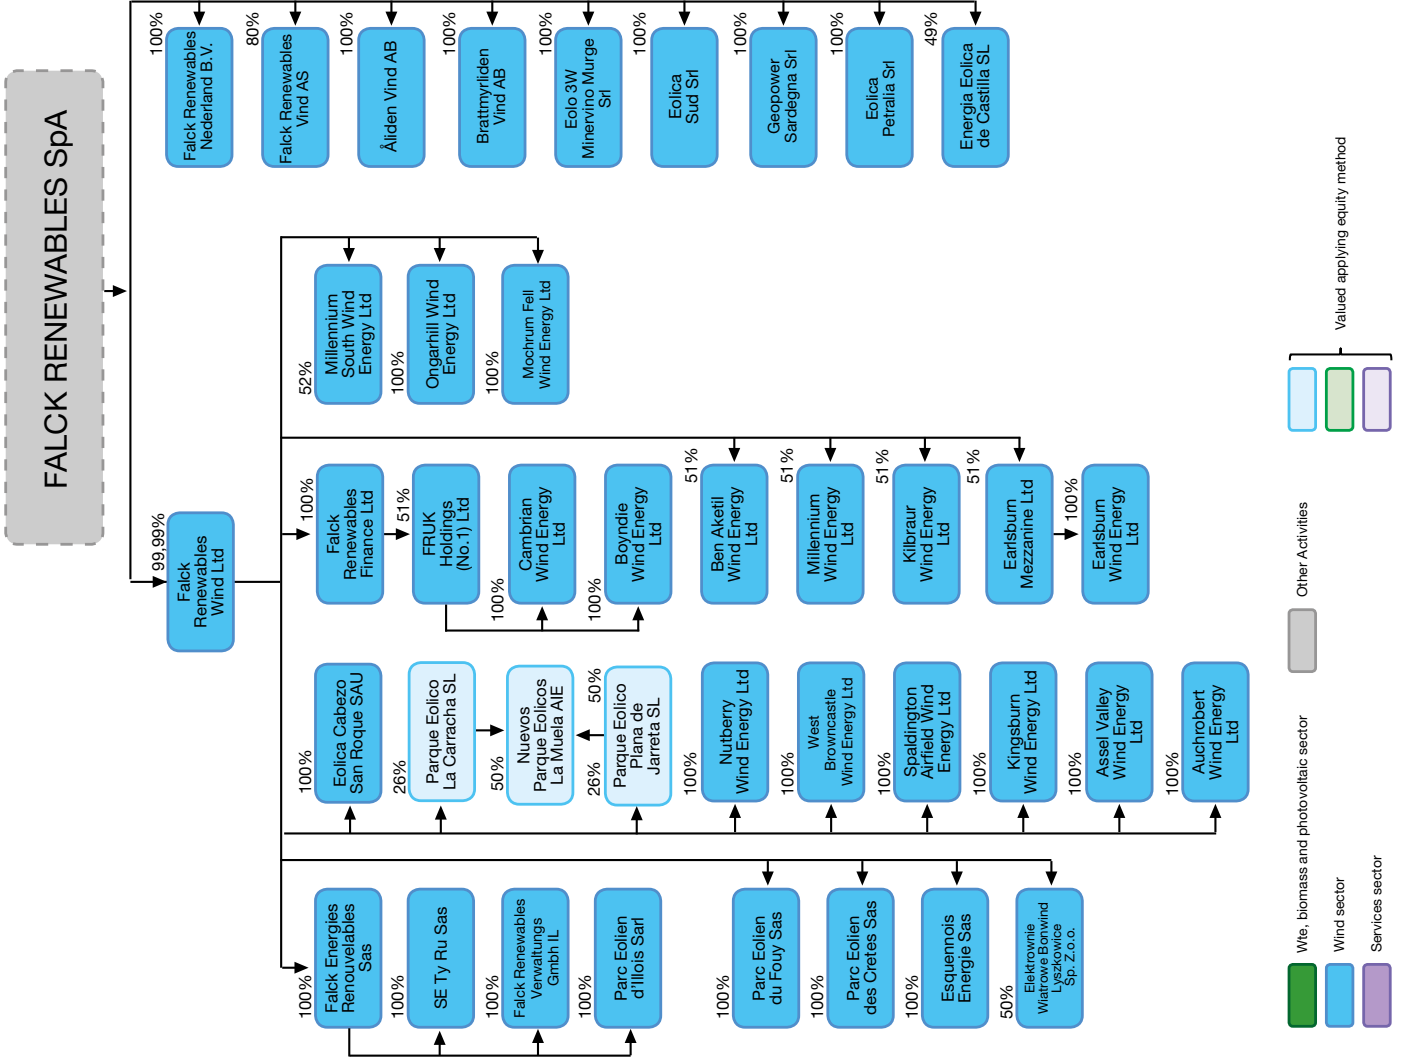 FALCK RENEWABLES SpA
99,99%
Falck
Renewables
Wind Ltd
100%
Falck Renewables
Nederland B.V.
80%
Falck Renewables
Vind AS
100%
Åliden Vind AB
100%
Brattmyrliden
Vind AB
100%
Eolo 3W
Minervino Murge
Srl
100%
Eolica
Sud Srl
100%
Geopower
Sardegna Srl
100%
Eolica
Petralia Srl
49%
Energia Eolica
de Castilla SL
52%
Millennium
South Wind
Energy Ltd
100%
Ongarhill Wind
Energy Ltd
100%
Mochrum Fell
Wind Energy Ltd
100%
Falck
Renewables
Finance Ltd
51%
FRUK
Holdings
(No. 1) Ltd
100%
Cambrian
Wind Energy
Ltd
100%
Boyndie
Wind Energy
Ltd
51%
Ben Aketil
Wind Energy
Ltd
51%
Millennium
Wind Energy
Ltd
51%
Kilbraur
Wind Energy
Ltd
51%
Earlsburn
Mezzanine Ltd
100%
Earlsburn
Wind Energy
Ltd
100%
Eolica Cabezo
San Roque SAU
26%
Parque Eolico
La Carracha SL
50%
Nuevos
Parque Eolicos
La Muela AIE
50%
26%
Parque Eolico
Plana de
Jarreta SL
100%
Nutberry
Wind Energy Ltd
100%
West
Browncastle
Wind Energy Ltd
100%
Spaldington
Airfield Wind
Energy Ltd
100%
Kingsburn
Wind Energy Ltd
100%
Assel Valley
Wind Energy
Ltd
100%
Auchrobert
Wind Energy
Ltd
100%
Falck Energies
Renouvelables
Sas
100%
SE Ty Ru Sas
100%
Falck Renewables
Verwaltungs
Gmbh IL
100%
Parc Eolien
d'Illois Sarl
100%
Parc Eolien
du Fouy Sas
100%
Parc Eolien
des Cretes Sas
100%
Esquennois
Energie Sas
50%
Elektrownie
Wiatrowe Bonwind
Lyszkowice
Sp. Z.o.o.
Wte, biomass and photovoltaic sector
Wind sector
Services sector
Other Activities
Valued applying equity method